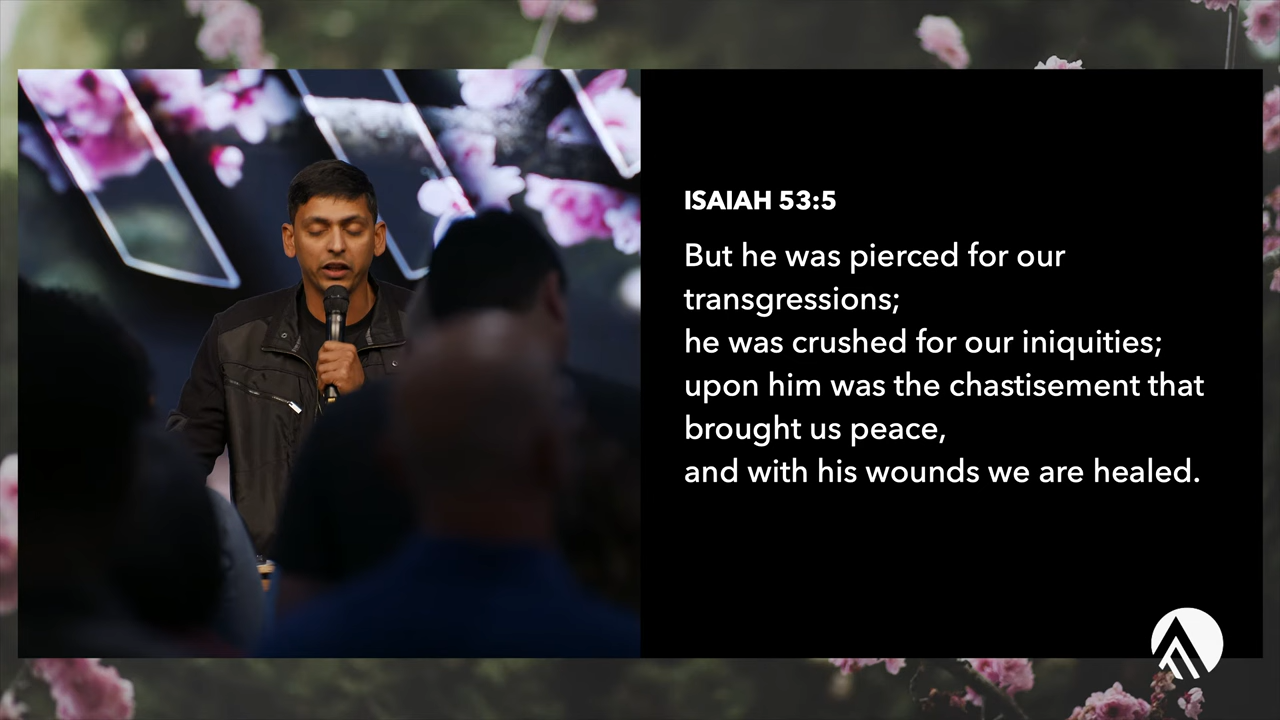 ISAIAH 53:5
But he was pierced for our
transgressions;
he was crushed for our iniquities;
upon him was the chastisement that
brought us peace,
and with his wounds we are healed.